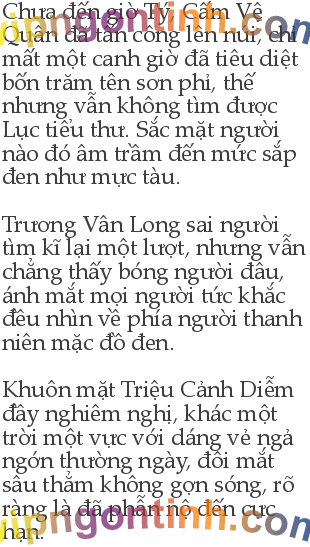 Chưa đến giờ Tý, Cấm Vệ
Quân đã tấn công lên núi, chỉ
mất một canh giờ đã tiêu diệt
bốn trăm tên sơn phỉ, thế
nhưng vẫn không tìm được
Lục tiểu thư. Sắc mặt người
nào đó âm trầm đến mức sắp
đen như mực tàu.
Trương Vân Long sai người
tìm kĩ lại một lượt, nhưng vẫn
chẳng thấy bóng người đâu,
ánh mắt mọi người tức khắc
đều nhìn về phía người thanh
niên mặc đồ đen.
Khuôn mặt Triệu Cảnh Diễm
đầy nghiêm nghị, khác một
trời một vực với dáng vẻ ngả
ngớn thường ngày, đôi mắt
sâu thẳm không gợn sóng, rõ
ràng là đã phẫn nộ đến cực
hạn.